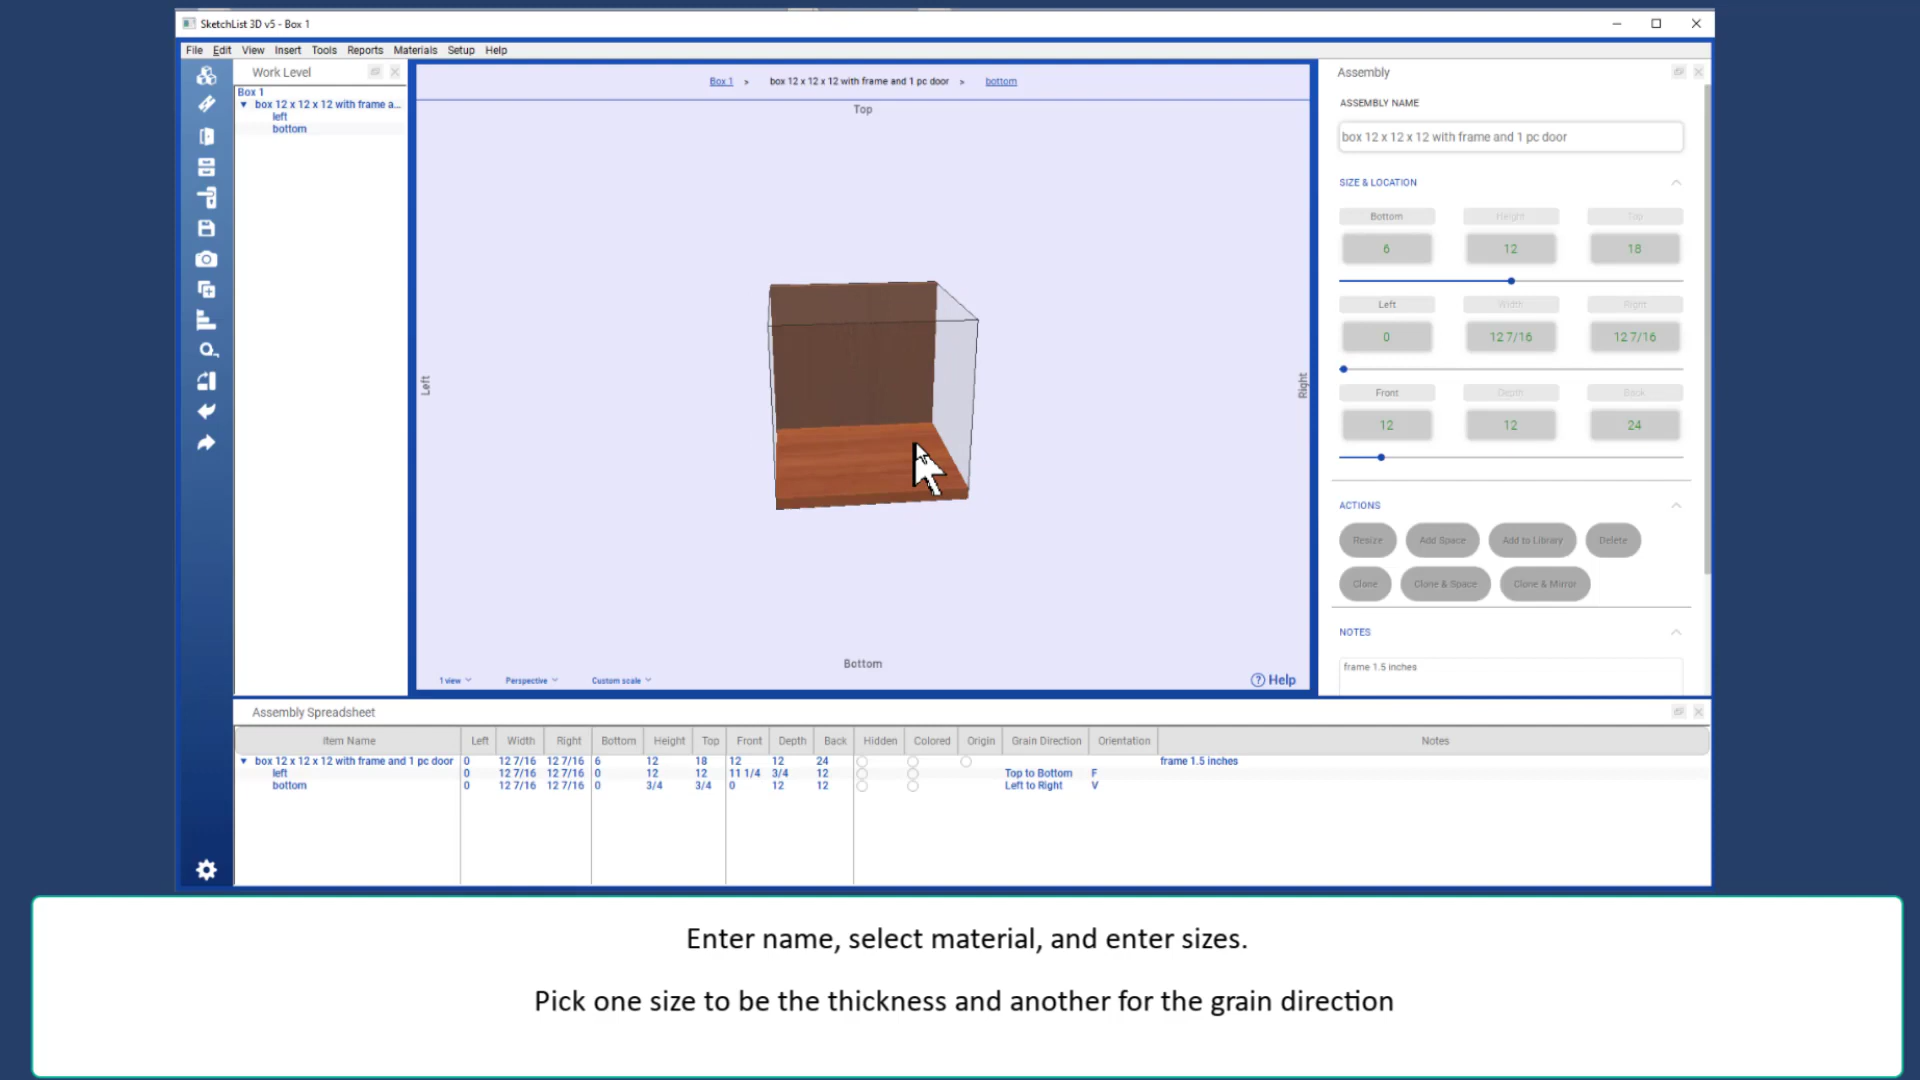 SketchList 3D v5 - Box 1
File Edit View Insert Tools Reports Materials Setup Help
Work Level
Box 1
box 12 x 12 x 12 with frame a...
left
bottom
Box 1 > box 12 x 12 x 12 with frame and 1 pc door > bottom
Top
Left
Right
Bottom
1 view
Perspective
Custom scale
Help
Assembly
ASSEMBLY NAME
box 12 x 12 x 12 with frame and 1 pc door
SIZE & LOCATION
Bottom Height Top
6 12 18
Left Width Right
0 12 7/16 12 7/16
Front Depth Back
12 12 24
ACTIONS
Resize Add Space Add to Library Delete
Clone Clone & Space Clone & Mirror
NOTES
frame 1.5 inches
Assembly Spreadsheet
Item Name Left Width Right Bottom Height Top Front Depth Back Hidden Colored Origin Grain Direction Orientation Notes
box 12 x 12 x 12 with frame and 1 pc door 0 12 7/16 12 7/16 6 12 18 12 12 24 frame 1.5 inches
left 0 12 7/16 12 7/16 0 12 12 11 1/4 3/4 12 Top to Bottom F
bottom 0 12 7/16 12 7/16 0 3/4 3/4 0 12 12 Left to Right V
Enter name, select material, and enter sizes.
Pick one size to be the thickness and another for the grain direction